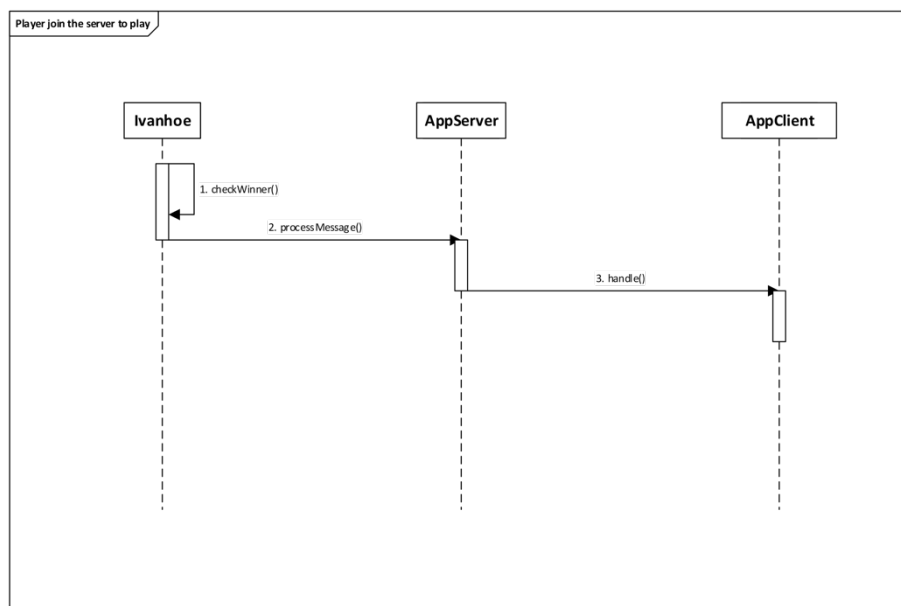 Player join the server to play
Ivanhoe
AppServer
AppClient
1. checkWinner()
2. processMessage()
3. handle()